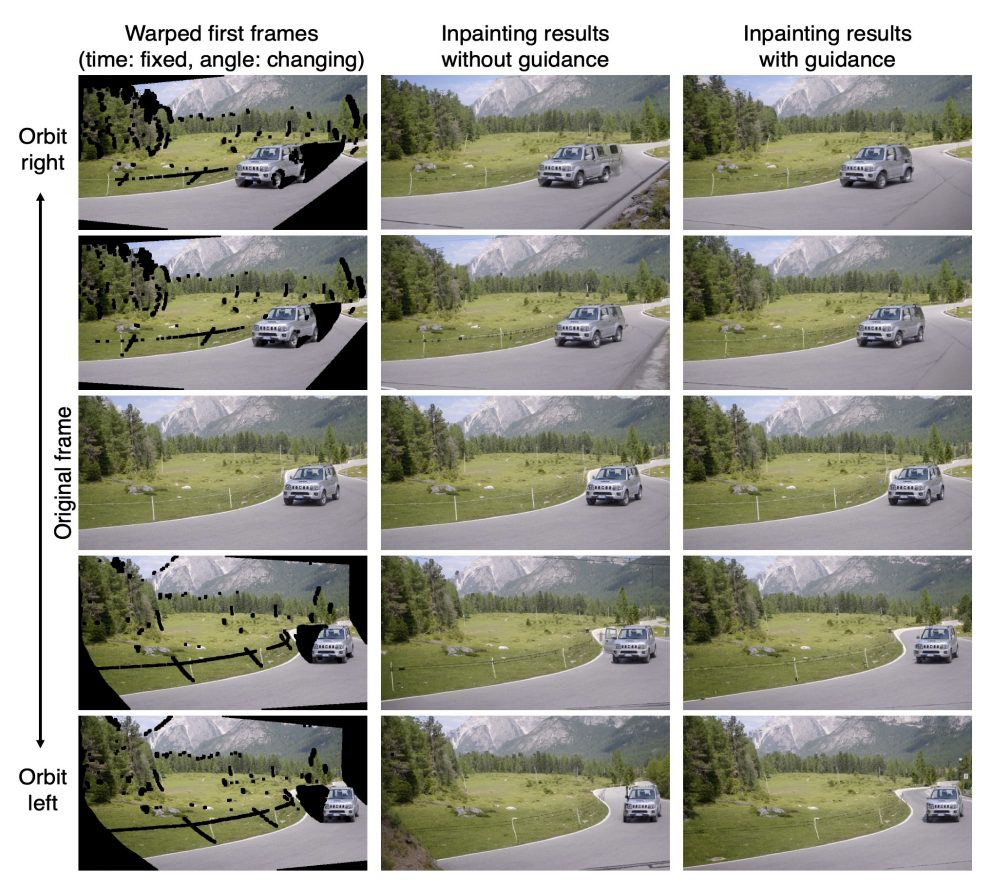 Warped first frames
(time: fixed, angle: changing)
Inpainting results
without guidance
Inpainting results
with guidance
Orbit
right
Original frame
Orbit
left